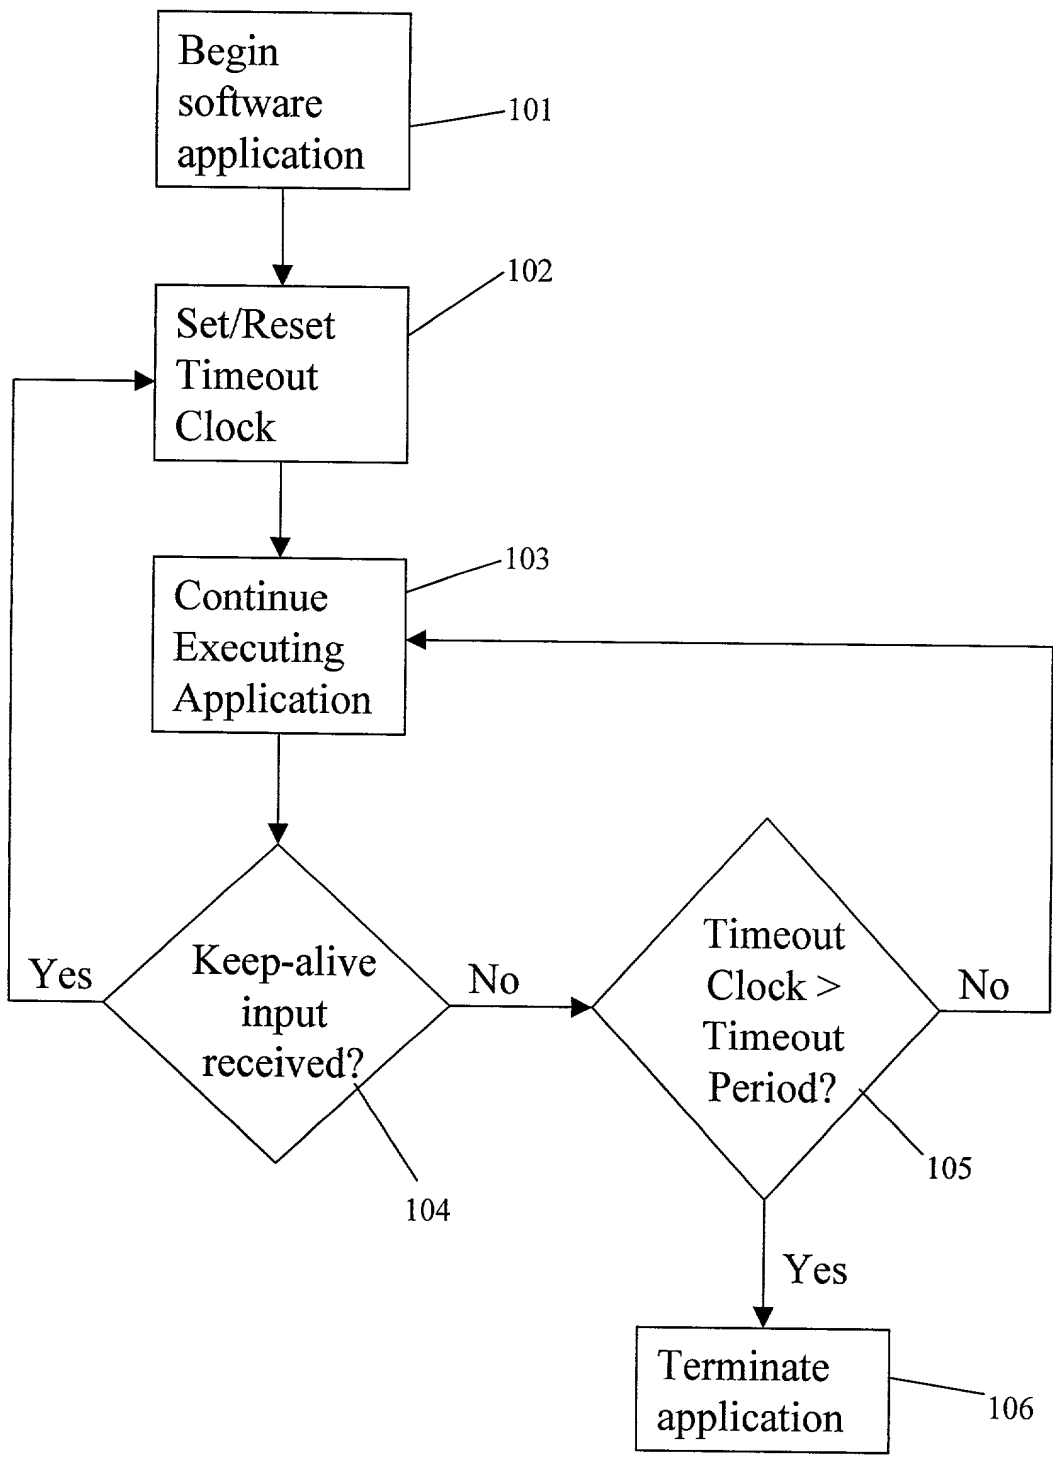 Begin
software
application
101
102
Set/Reset
Timeout
Clock
103
Continue
Executing
Application
Keep-alive
input
received?
Yes
No
104
Timeout
Clock >
Timeout
Period?
No
105
Yes
Terminate
application
106